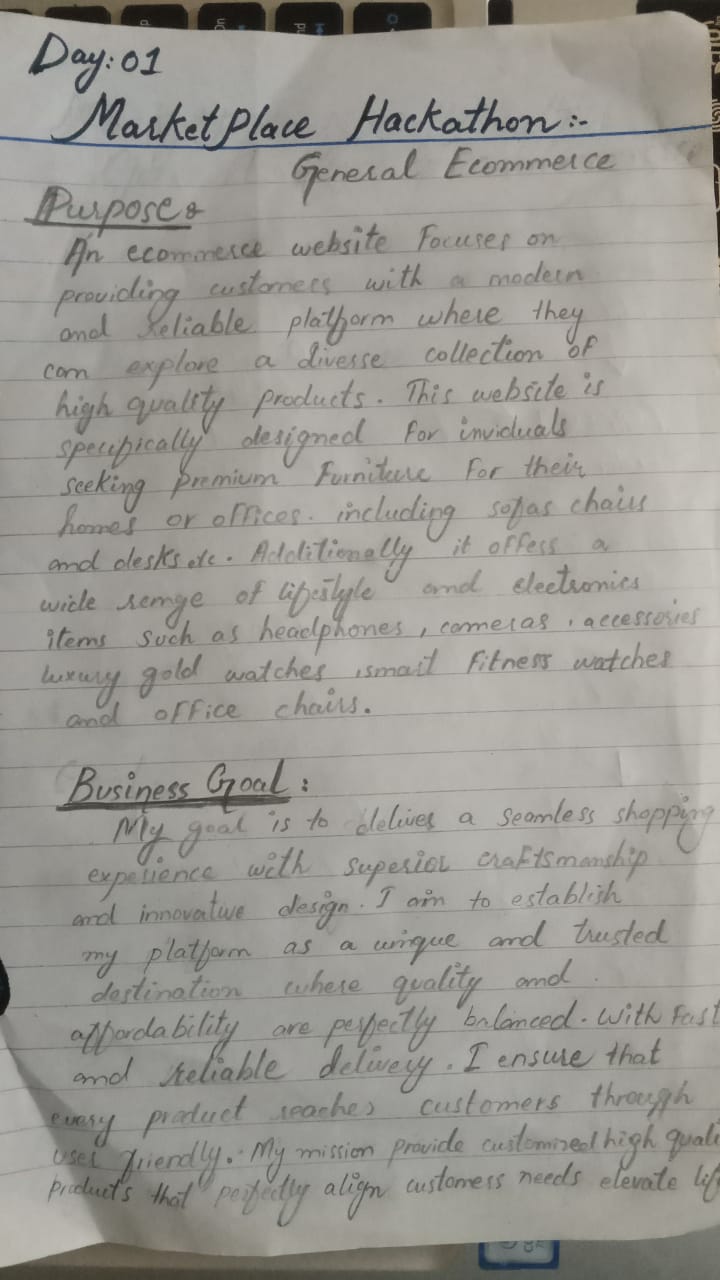 Day: 01
Marketplace Hackathon :-
General Ecommerce
Purpose:
An ecommerce website Focuses on
providing customers with a modern
and reliable platform where they
can explore a diverse collection of
high quality products. This website is
specifically designed for inviduals
seeking premium Furniture For their
homes or offices. including sofas chairs
and desks etc. Additionally it offers a
wide renge of lifestyle and electronics
items such as headphones, cameras, accessories
luxury gold watches, smart Fitness watches
and office chairs.
Business Goal:
My goal is to deliver a seamless shopping
experience with superior craftsmanship
and innovative design. I aim to establish
my platform as a unique and trusted
destination where quality and
affordability are perfectly balanced. With Fast
and reliable delivery. I ensure that
every product reaches customers through
user friendly. My mission provide customized high quali
products that perfectly align customers needs elevate